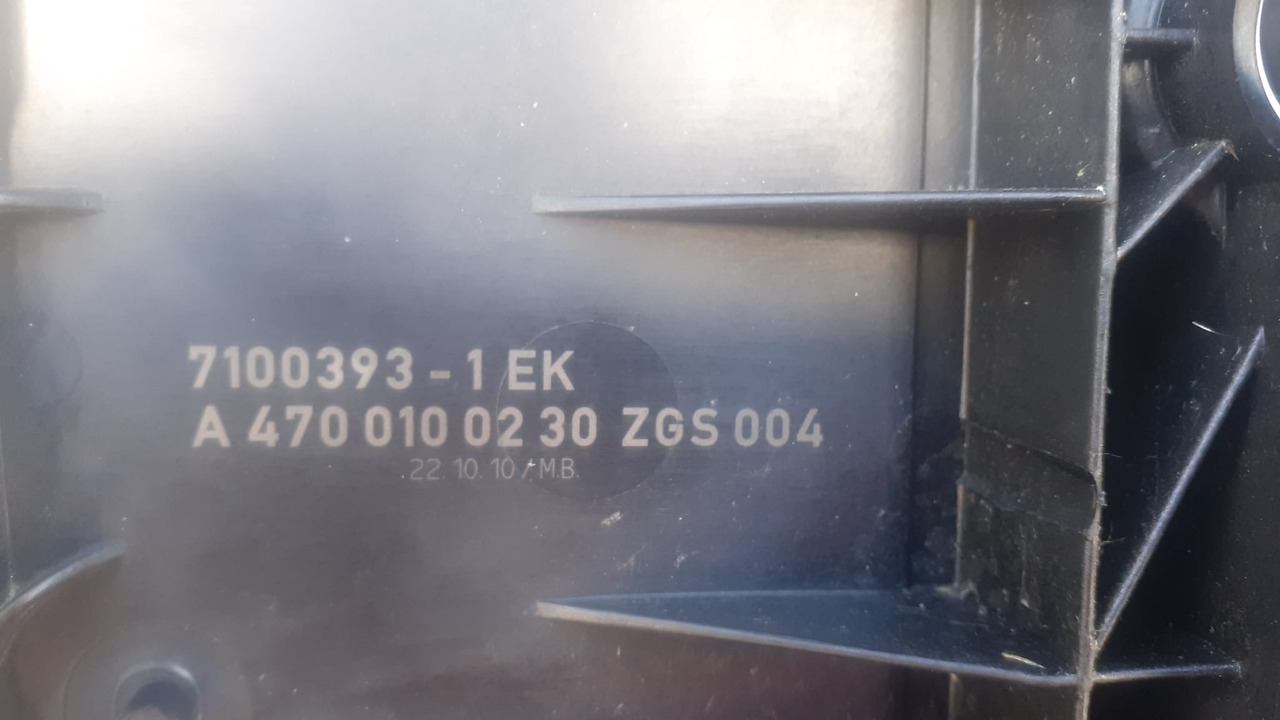 7100393-1 EK
A 470 010 02 30 ZGS 004
.22.10.10/M.B.